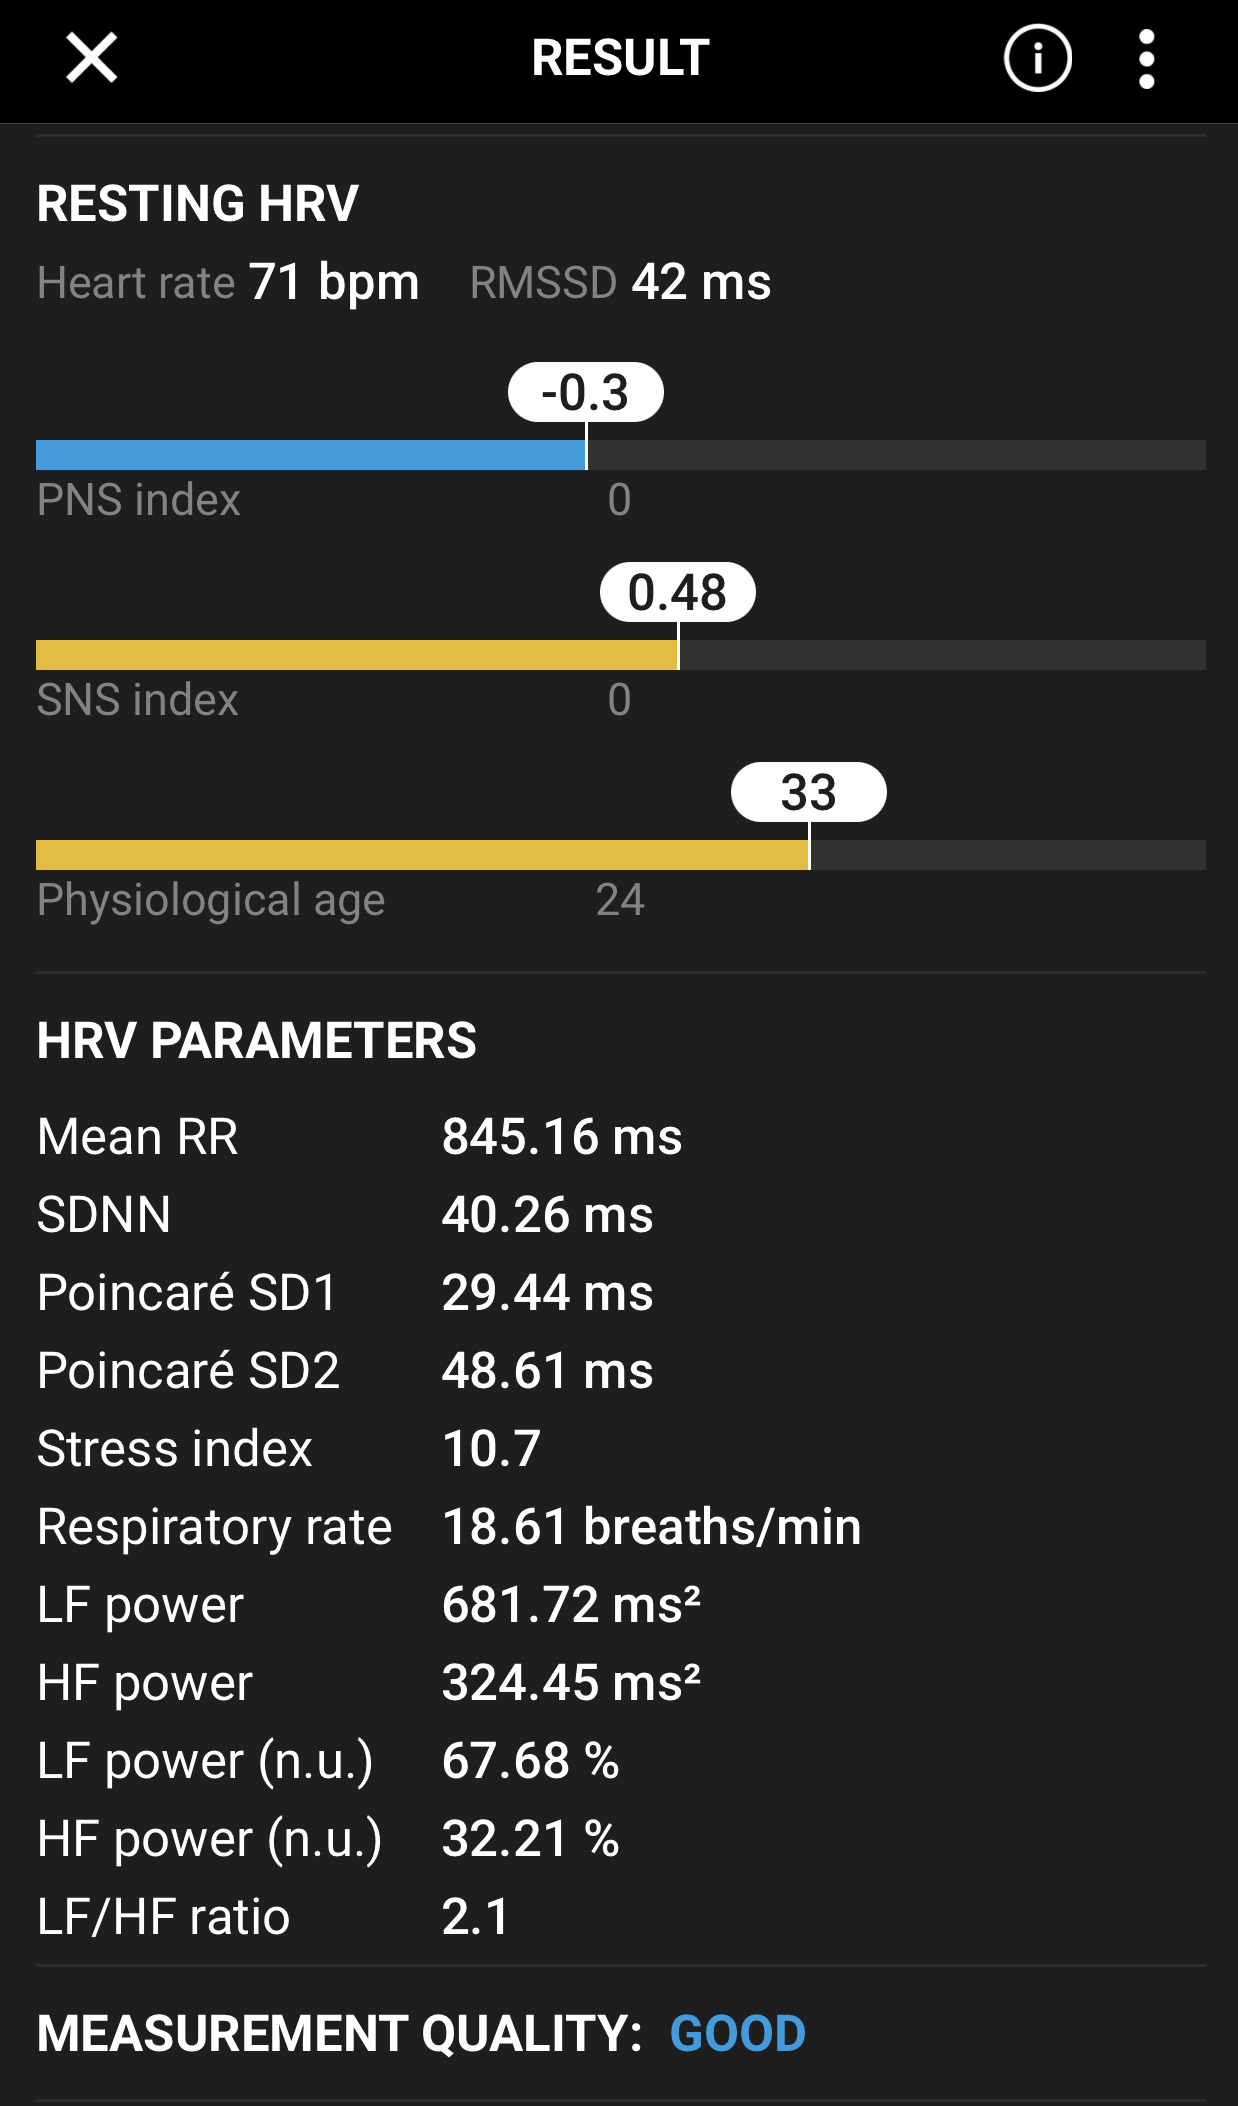 RESULT
RESTING HRV
Heart rate 71 bpm RMSSD 42 ms
-0.3
PNS index 0
0.48
SNS index 0
33
Physiological age 24
HRV PARAMETERS
Mean RR 845.16 ms
SDNN 40.26 ms
Poincaré SD1 29.44 ms
Poincaré SD2 48.61 ms
Stress index 10.7
Respiratory rate 18.61 breaths/min
LF power 681.72 ms²
HF power 324.45 ms²
LF power (n.u.) 67.68 %
HF power (n.u.) 32.21 %
LF/HF ratio 2.1
MEASUREMENT QUALITY: GOOD